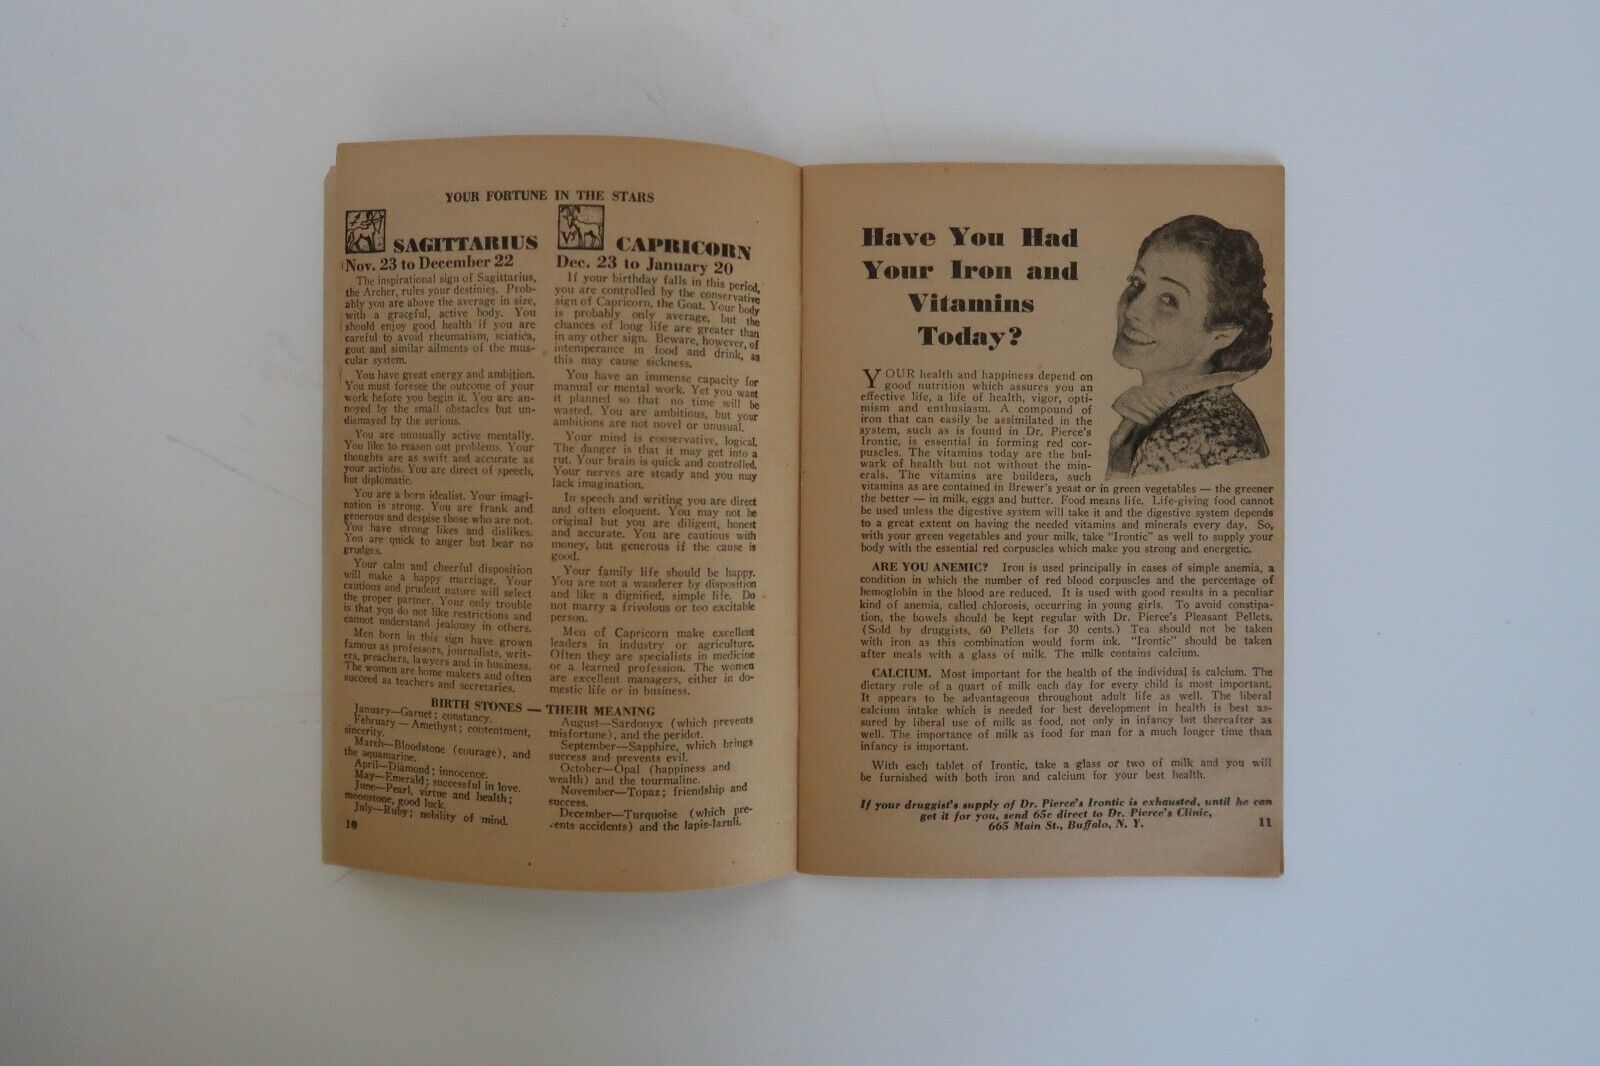 YOUR FORTUNE IN THE STARS
SAGITTARIUS
Nov. 23 to December 22
The inspirational sign of Sagittarius,
the Archer, rules your destinies. Prob-
ably you are above the average in size,
with a graceful, active body. You
should enjoy good health if you are
careful to avoid rheumatism, sciatica,
gout and similar ailments of the mus-
cular system.
You have great energy and ambition.
You must foresee the outcome of your
work before you begin it. You are an-
noyed by the small obstacles but un-
dismayed by the serious.
You are unusually active mentally.
You like to reason out problems. Your
thoughts are as swift and accurate as
your actions. You are direct of speech,
but diplomatic.
You are a born idealist. Your imagi-
nation is strong. You are frank and
generous and despise those who are not.
You have strong likes and dislikes.
You are quick to anger but bear no
grudges.
Your calm and cheerful disposition
will make a happy marriage. Your
cautious and prudent nature will select
the proper partner. Your only trouble
is that you do not like restrictions and
cannot understand jealousy in others.
Men born in this sign have grown
famous as professors, journalists, writ-
ers, preachers, lawyers and in business.
The women are home makers and often
succeed as teachers and secretaries.
CAPRICORN
Dec. 23 to January 20
If your birthday falls in this period,
you are controlled by the conservative
sign of Capricorn, the Goat. Your body
is probably only average, but the
chances of long life are greater than
in any other sign. Beware, however, of
intemperance in food and drink, as
this may cause sickness.
You have an immense capacity for
manual or mental work. Yet you want
it planned so that no time will be
wasted. You are ambitious, but your
ambitions are not novel or unusual.
Your mind is conservative, logical.
The danger is that it may get into a
rut. Your brain is quick and controlled.
Your nerves are steady and you may
lack imagination.
In speech and writing you are direct
and often eloquent. You may not be
original but you are diligent, honest
and accurate. You are cautious with
money, but generous if the cause is
good.
Your family life should be happy.
You are not a wanderer by disposition
and like a dignified, simple life. Do
not marry a frivolous or too excitable
person.
Men of Capricorn make excellent
leaders in industry or agriculture.
Often they are specialists in medicine
or a learned profession. The women
are excellent managers, either in do-
mestic life or in business.
BIRTH STONES — THEIR MEANING
January—Garnet; constancy.
February—Amethyst; contentment,
sincerity.
March—Bloodstone (courage), and
the aquamarine.
April—Diamond; innocence.
May—Emerald; successful in love.
June—Pearl, virtue and health;
moonstone, good luck.
July—Ruby; nobility of mind.
August—Sardonyx (which prevents
misfortune), and the peridot.
September—Sapphire, which brings
success and prevents evil.
October—Opal (happiness and
wealth) and the tourmaline.
November—Topaz; friendship and
success.
December—Turquoise (which pre-
vents accidents) and the lapis-lazuli.
10
Have You Had
Your Iron and
Vitamins
Today?
YOUR health and happiness depend on
good nutrition which assures you an
effective life, a life of health, vigor, opti-
mism and enthusiasm. A compound of
iron that can easily be assimilated in the
system, such as is found in Dr. Pierce's
Irontic, is essential in forming red cor-
puscles. The vitamins today are the bul-
wark of health but not without the min-
erals. The vitamins are builders, such
vitamins as are contained in Brewer's yeast or in green vegetables — the greener
the better — in milk, eggs and butter. Food means life. Life-giving food cannot
be used unless the digestive system will take it and the digestive system depends
to a great extent on having the needed vitamins and minerals every day. So,
with your green vegetables and your milk, take "Irontic" as well to supply your
body with the essential red corpuscles which make you strong and energetic.
ARE YOU ANEMIC? Iron is used principally in cases of simple anemia, a
condition in which the number of red blood corpuscles and the percentage of
hemoglobin in the blood are reduced. It is used with good results in a peculiar
kind of anemia, called chlorosis, occurring in young girls. To avoid constipa-
tion, the bowels should be kept regular with Dr. Pierce's Pleasant Pellets.
(Sold by druggists, 60 Pellets for 30 cents.) Tea should not be taken
with iron as this combination would form ink. "Irontic" should be taken
after meals with a glass of milk. The milk contains calcium.
CALCIUM. Most important for the health of the individual is calcium. The
dietary rule of a quart of milk each day for every child is most important.
It appears to be advantageous throughout adult life as well. The liberal
calcium intake which is needed for best development in health is best as-
sured by liberal use of milk as food, not only in infancy but thereafter as
well. The importance of milk as food for man for a much longer time than
infancy is important.
With each tablet of Irontic, take a glass or two of milk and you will
be furnished with both iron and calcium for your best health.
If your druggist's supply of Dr. Pierce's Irontic is exhausted, until he can
get it for you, send 65c direct to Dr. Pierce's Clinic,
665 Main St., Buffalo, N. Y.
11